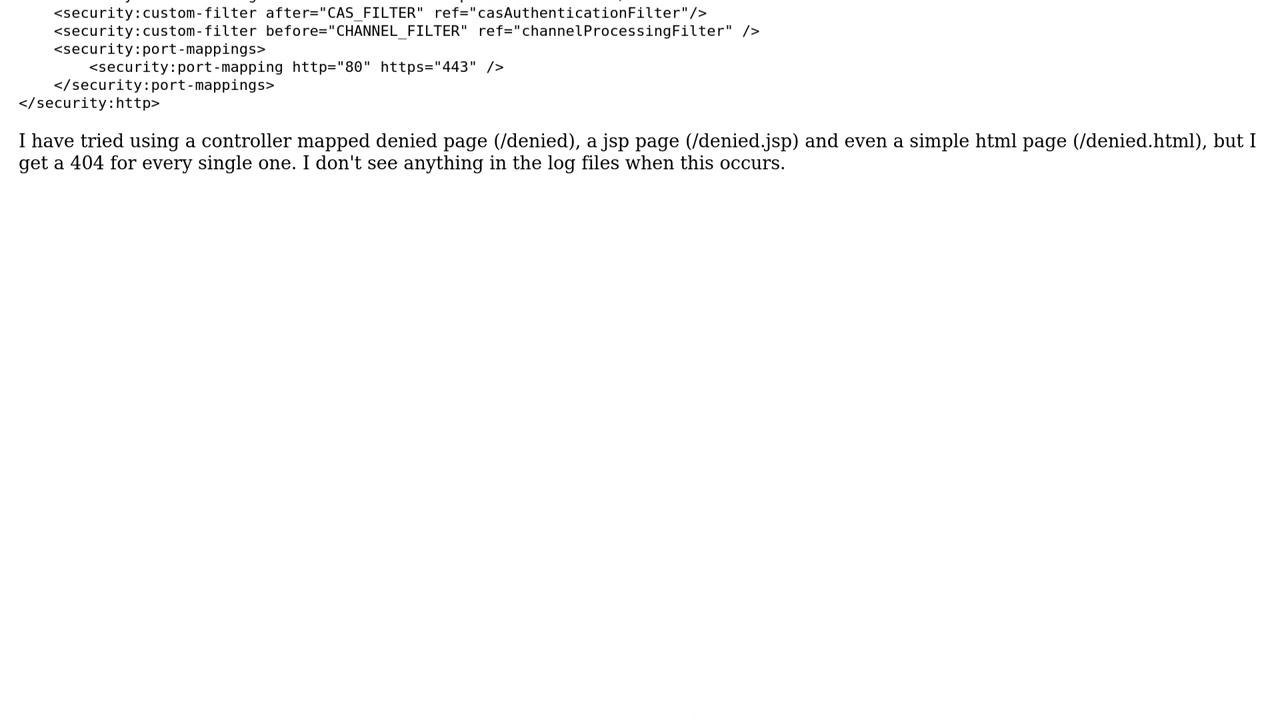 <security:custom-filter after="CAS_FILTER" ref="casAuthenticationFilter"/>
<security:custom-filter before="CHANNEL_FILTER" ref="channelProcessingFilter" />
<security:port-mappings>
<security:port-mapping http="80" https="443" />
</security:port-mappings>
</security:http>
I have tried using a controller mapped denied page (/denied), a jsp page (/denied.jsp) and even a simple html page (/denied.html), but I
get a 404 for every single one. I don't see anything in the log files when this occurs.